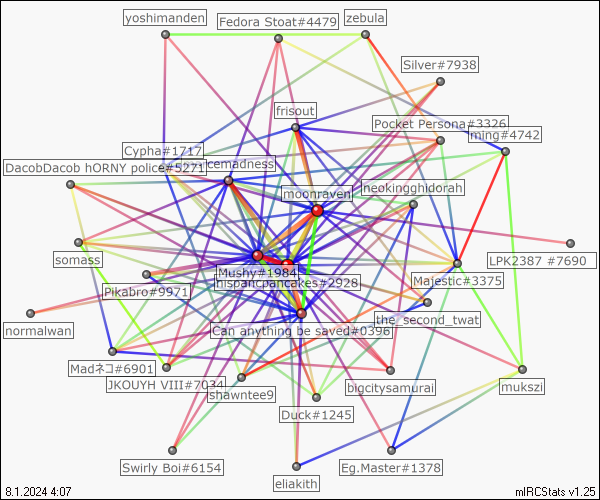 yoshimanden
Fedora Stoat#4479
zebula
Silver#7938
frisout
Pocket Persona#3326
ming#4742
Cypha#1717
DacobDacob hORNY police#5271
cemadness
moonraven
neokingghidorah
somass
LPK2387 #7690
Mushy#1984
Majestic#3375
hispanicpancakes#2928
Pikabro#9971
normalwan
Can anything be saved#0396
the_second_twat
Madネコ#6901
JKOUYH VIII#7034
shawntee9
bigcitysamurai
mukszi
Duck#1245
Swirly Boi#6154
eliakith
Eg.Master#1378
8.1.2024 4:07
mIRCStats v1.25